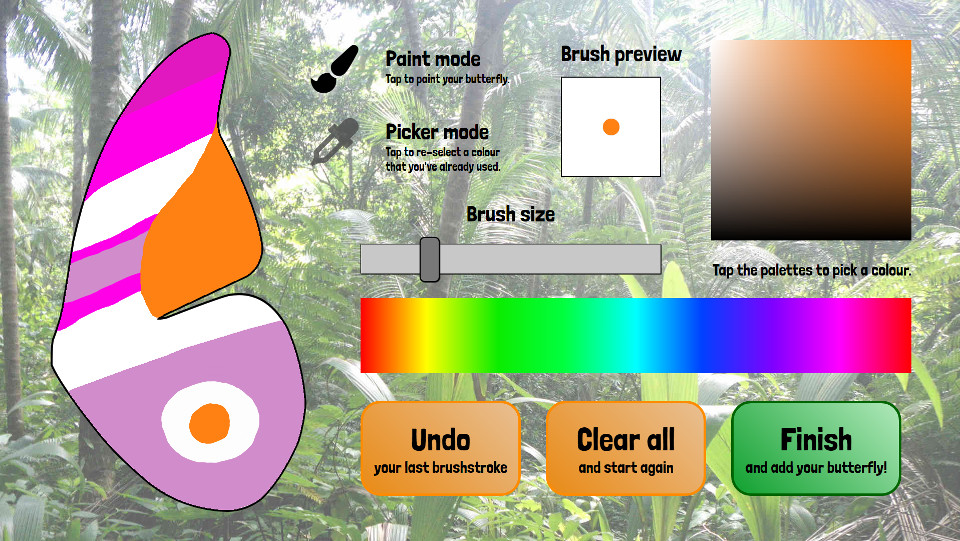 Paint mode
Tap to paint your butterfly.
Picker mode
Tap to re-select a colour
that you've already used.
Brush preview
Brush size
Tap the palettes to pick a colour.
Undo
your last brushstroke
Clear all
and start again
Finish
and add your butterfly!